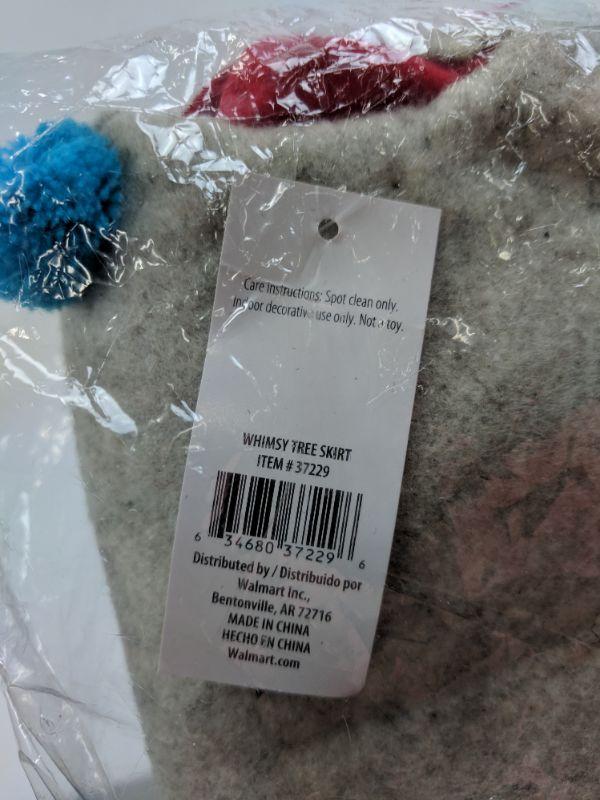 Care Instructions: Spot clean only.
Indoor decorative use only. Not a toy.
WHIMSY TREE SKIRT
ITEM # 37229
6 34680 37229 6
Distributed by / Distribuido por
Walmart Inc.,
Bentonville, AR 72716
MADE IN CHINA
HECHO EN CHINA
Walmart.com